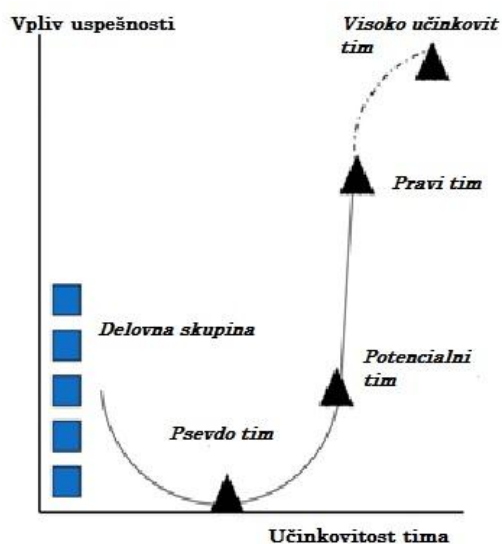 Vpliv uspešnosti
Visoko učinkovit
tim
Pravi tim
Delovna skupina
Potencialni
tim
Psevdo tim
Učinkovitost tima